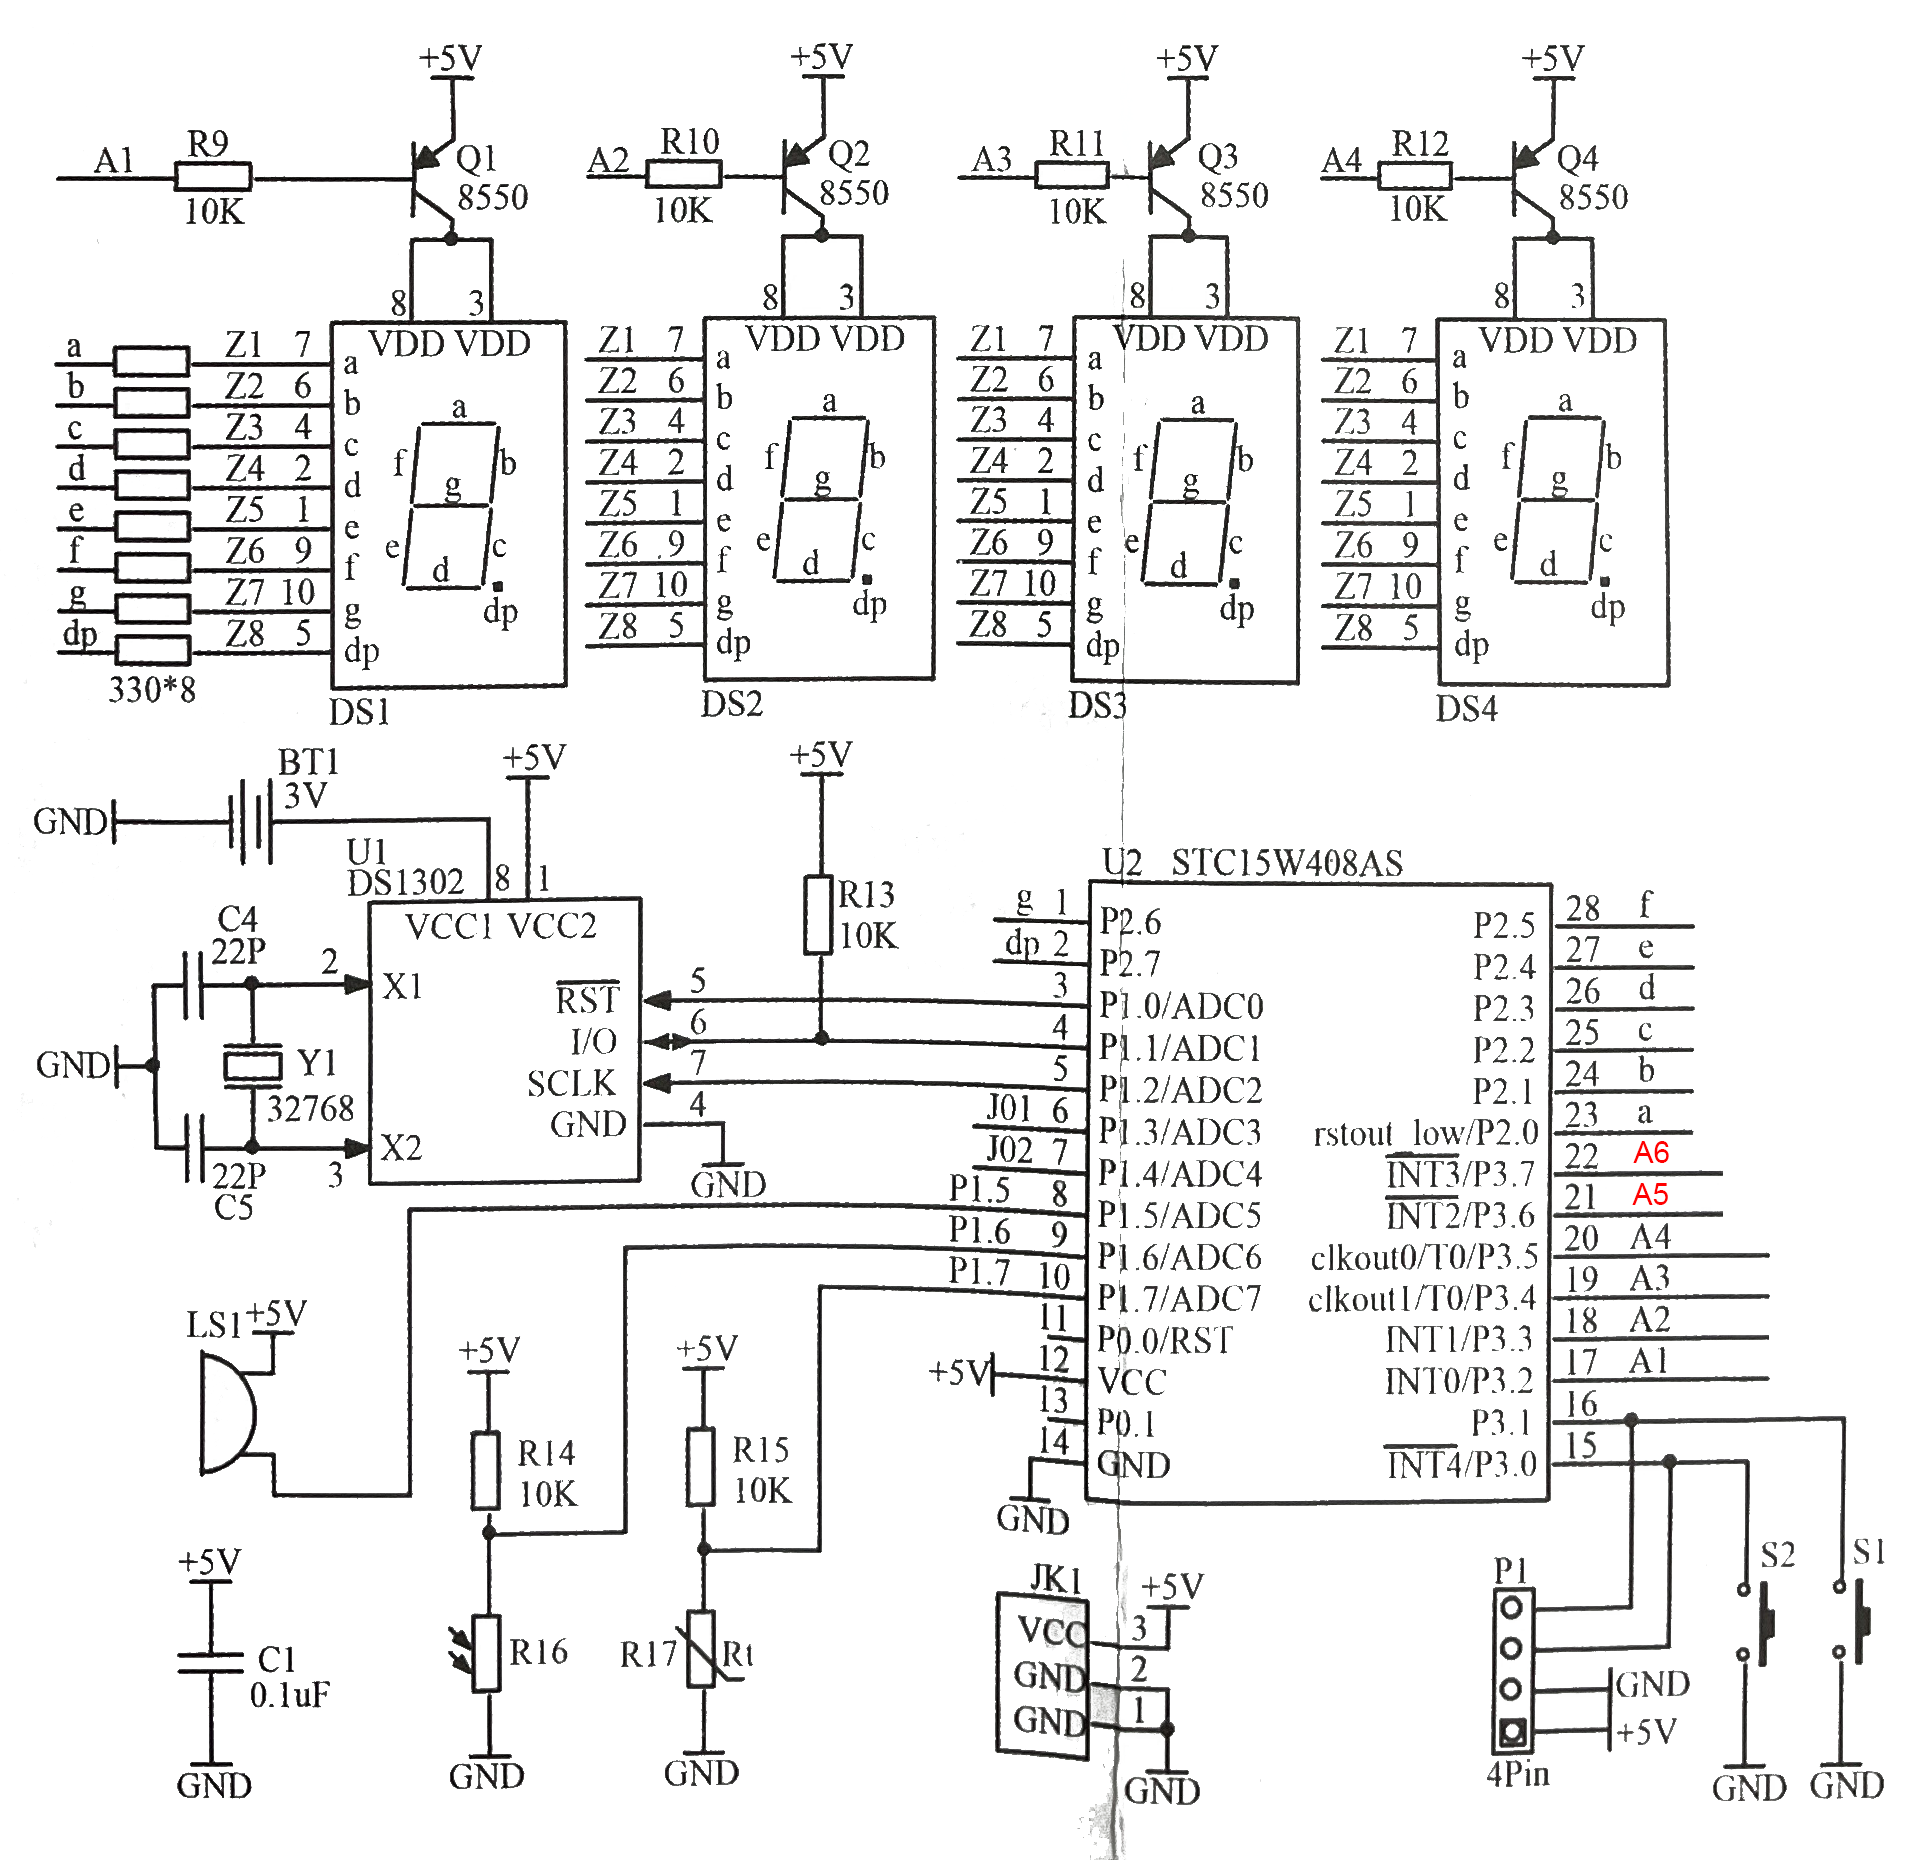 +5V +5V +5V +5V
A1 R9 10K Q1 8550
A2 R10 10K Q2 8550
A3 R11 10K Q3 8550
A4 R12 10K Q4 8550
8 3 8 3 8 3 8 3
VDD VDD VDD VDD VDD VDD VDD VDD
a Z1 7 a Z1 7 a Z1 7 a Z1 7 a
b Z2 6 b Z2 6 b Z2 6 b Z2 6 b
c Z3 4 c Z3 4 c Z3 4 c Z3 4 c
d Z4 2 d Z4 2 d Z4 2 d Z4 2 d
e Z5 1 e Z5 1 e Z5 1 e Z5 1 e
f Z6 9 f Z6 9 f Z6 9 f Z6 9 f
g Z7 10 g Z7 10 g Z7 10 g Z7 10 g
dp Z8 5 dp Z8 5 dp Z8 5 dp Z8 5 dp
a f b g e c d dp
a f b g e c d dp
a f b g e c d dp
a f b g e c d dp
330*8
DS1 DS2 DS3 DS4
BT1
3V
GND
+5V
+5V
U1
DS1302
8 1
VCC1 VCC2
C4
22P
2 X1
GND
Y1
32768
22P
C5
3 X2
RST 5
I/O 6
SCLK 7
GND 4
GND
R13
10K
U2 STC15W408AS
g 1 P2.6
dp 2 P2.7
3 P1.0/ADC0
4 P1.1/ADC1
5 P1.2/ADC2
J01 6 P1.3/ADC3
J02 7 P1.4/ADC4
P1.5 8 P1.5/ADC5
P1.6 9 P1.6/ADC6
P1.7 10 P1.7/ADC7
11 P0.0/RST
+5V 12 VCC
13 P0.1
14 GND
GND
P2.5 28 f
P2.4 27 e
P2.3 26 d
P2.2 25 c
P2.1 24 b
rstout_low/P2.0 23 a
INT3/P3.7 22 A6
INT2/P3.6 21 A5
clkout0/T0/P3.5 20 A4
clkout1/T0/P3.4 19 A3
INT1/P3.3 18 A2
INT0/P3.2 17 A1
P3.1 16
INT4/P3.0 15
LS1 +5V
+5V
R14
10K
R16
GND
+5V
R15
10K
R17 Rt
GND
+5V
C1
0.1uF
GND
JK1
+5V
VCC 3
GND 2
GND 1
GND
P1
GND
+5V
4Pin
S2 S1
GND GND